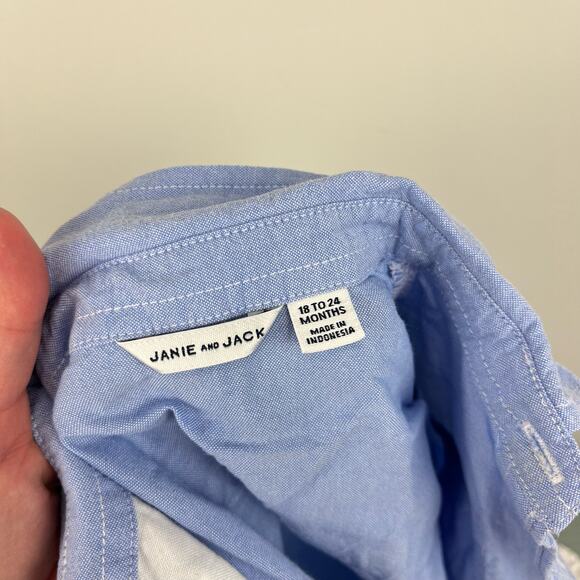 JANIE AND JACK
18 TO 24
MONTHS
MADE IN
INDONESIA